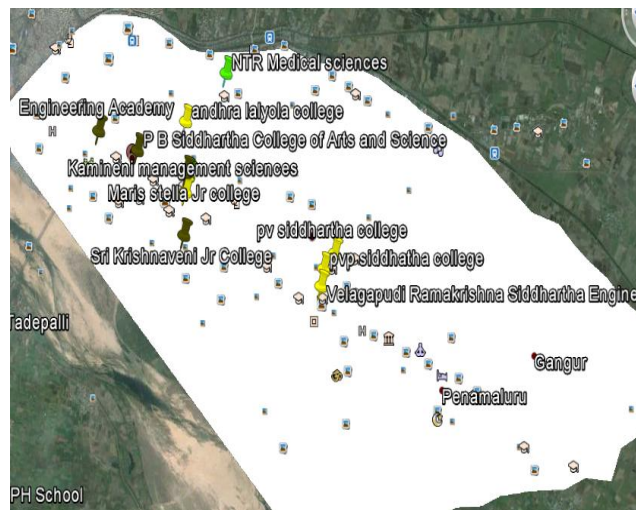 NTR Medical sciences
Engineering Academy
andhra lalyola college
P B Siddhartha College of Arts and Science
Kamineni management sciences
Maris stella Jr college
pv siddhartha college
Sri Krishnaveni Jr College
pvp siddhatha college
Velagapudi Ramakrishna Siddhartha Engine
Tadepalli
H
H
Gangur
Penamaluru
PH School